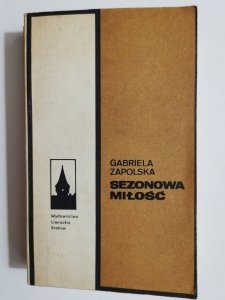 GABRIELA
ZAPOLSKA
SEZONOWA
MIŁOŚĆ
Wydawnictwo
Literackie
Kraków